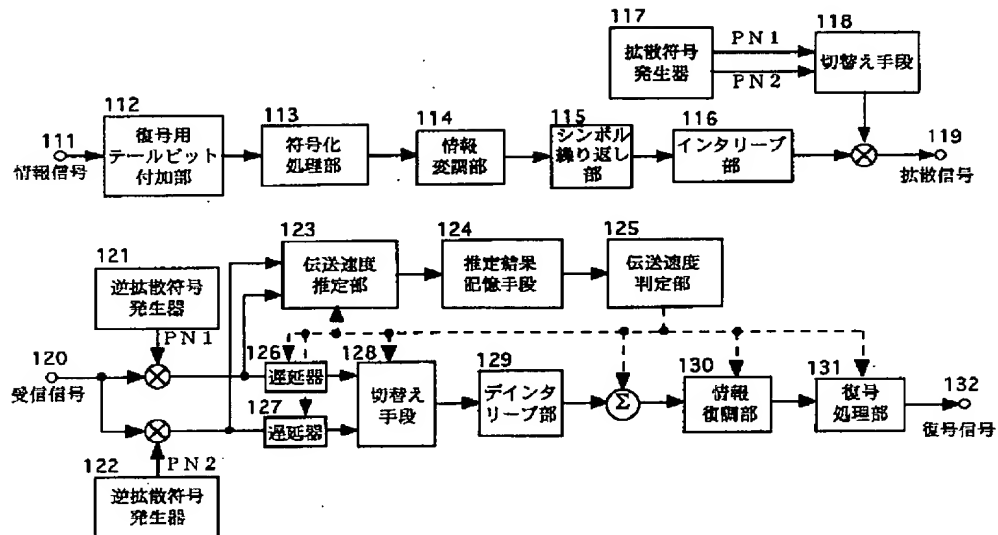 117
拡散符号
発生器
PN1
PN2
118
切替え手段
111
情報信号
112
復号用
テールビット
付加部
113
符号化
処理部
114
情報
変調部
115
シンボル
繰り返し
部
116
インタリーブ
部
119
拡散信号
121
逆拡散符号
発生器
PN1
123
伝送速度
推定部
124
推定結果
記憶手段
125
伝送速度
判定部
120
受信信号
126
遅延器
127
遅延器
128
切替え
手段
129
デインタ
リーブ部
Σ
130
情報
復調部
131
復号
処理部
132
復号信号
122
PN2
逆拡散符号
発生器